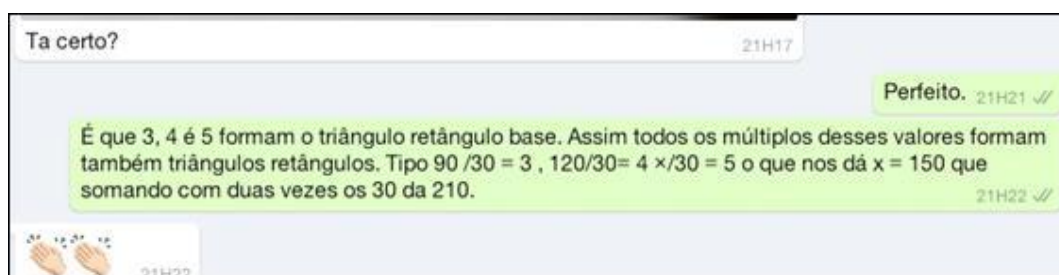 Ta certo?
21H17
Perfeito. 21H21
É que 3, 4 é 5 formam o triângulo retângulo base. Assim todos os múltiplos desses valores formam
também triângulos retângulos. Tipo 90 /30 = 3 , 120/30= 4 ×/30 = 5 o que nos dá x = 150 que
somando com duas vezes os 30 da 210.
21H22
21H22